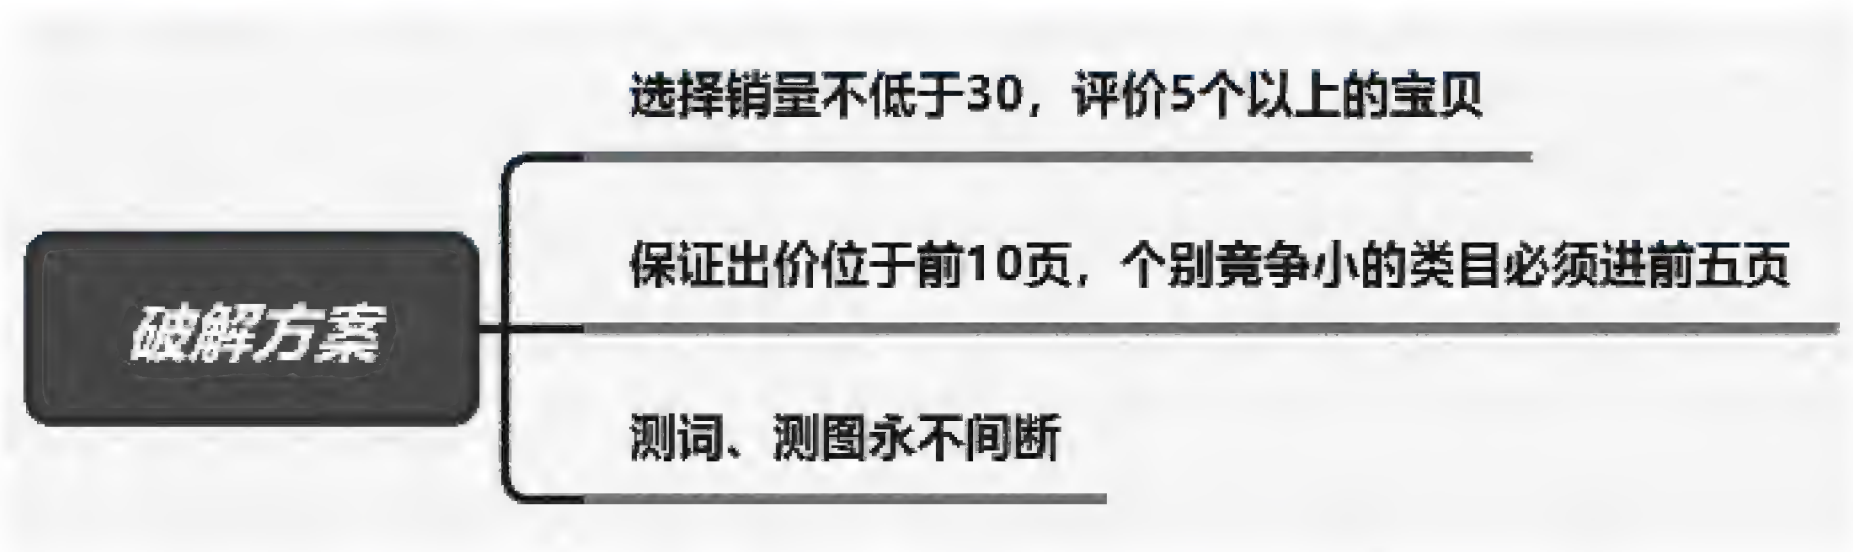 选择销量不低于30，评价5个以上的宝贝
保证出价位于前10页，个别竞争小的类目必须进前五页
破解方案
测词、测图永不间断